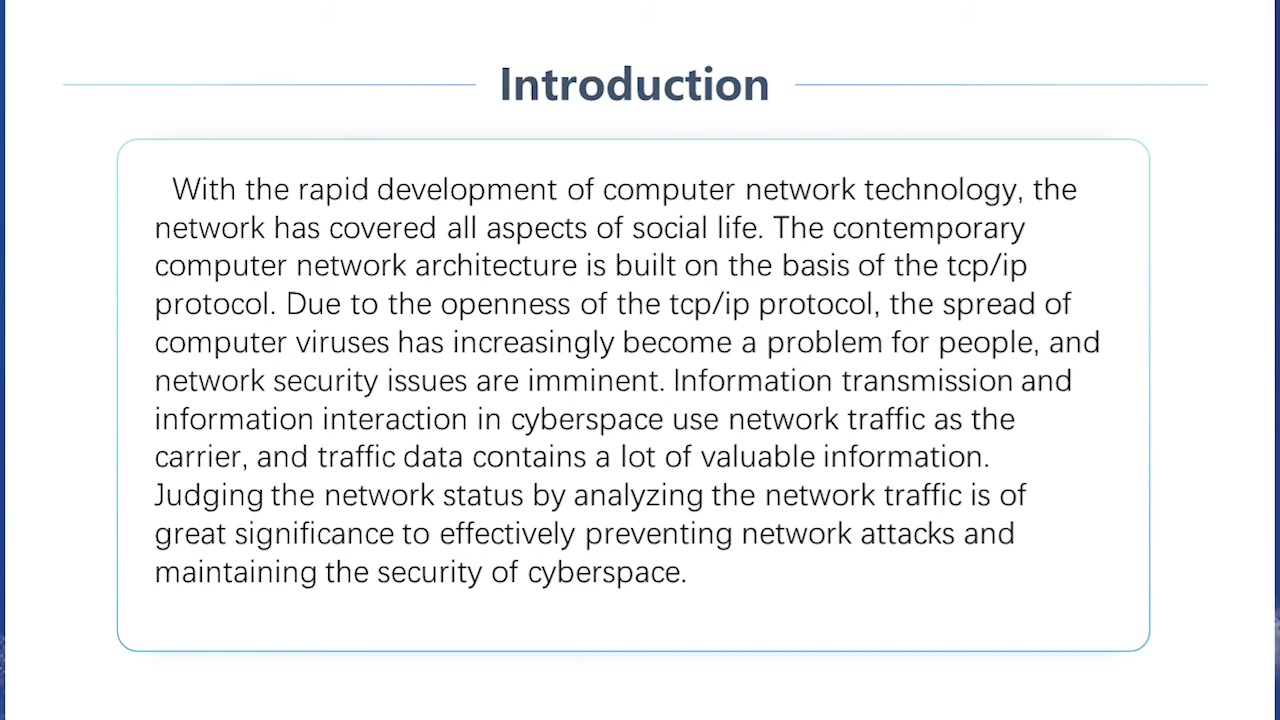 Introduction
With the rapid development of computer network technology, the
network has covered all aspects of social life. The contemporary
computer network architecture is built on the basis of the tcp/ip
protocol. Due to the openness of the tcp/ip protocol, the spread of
computer viruses has increasingly become a problem for people, and
network security issues are imminent. Information transmission and
information interaction in cyberspace use network traffic as the
carrier, and traffic data contains a lot of valuable information.
Judging the network status by analyzing the network traffic is of
great significance to effectively preventing network attacks and
maintaining the security of cyberspace.